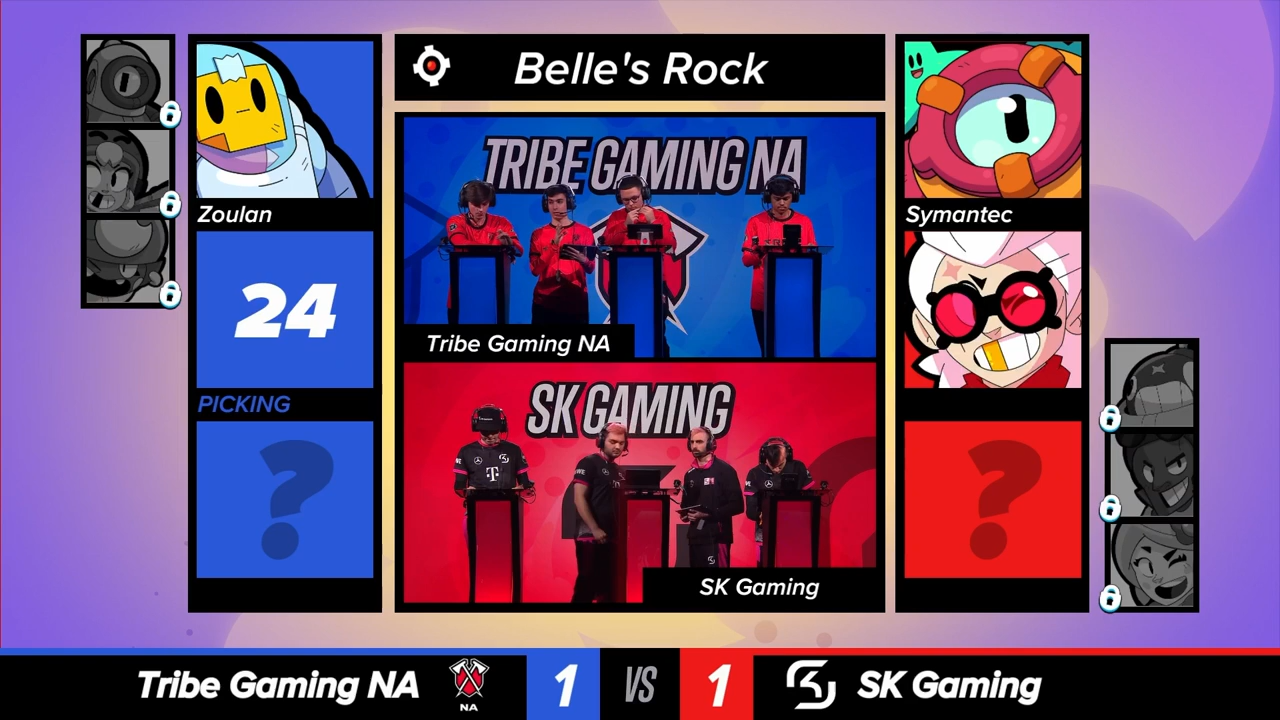 Belle's Rock
TRIBE GAMING NA
Zoulan
Symantec
24
Tribe Gaming NA
PICKING
?
SK GAMING
T
?
SK Gaming
Tribe Gaming NA
NA
1
VS
1
SK Gaming